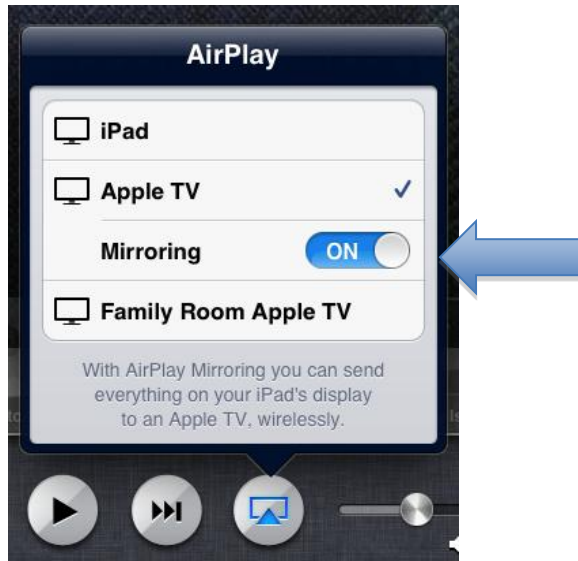 AirPlay
iPad
Apple TV
Mirroring ON
Family Room Apple TV
With AirPlay Mirroring you can send
everything on your iPad's display
to an Apple TV, wirelessly.